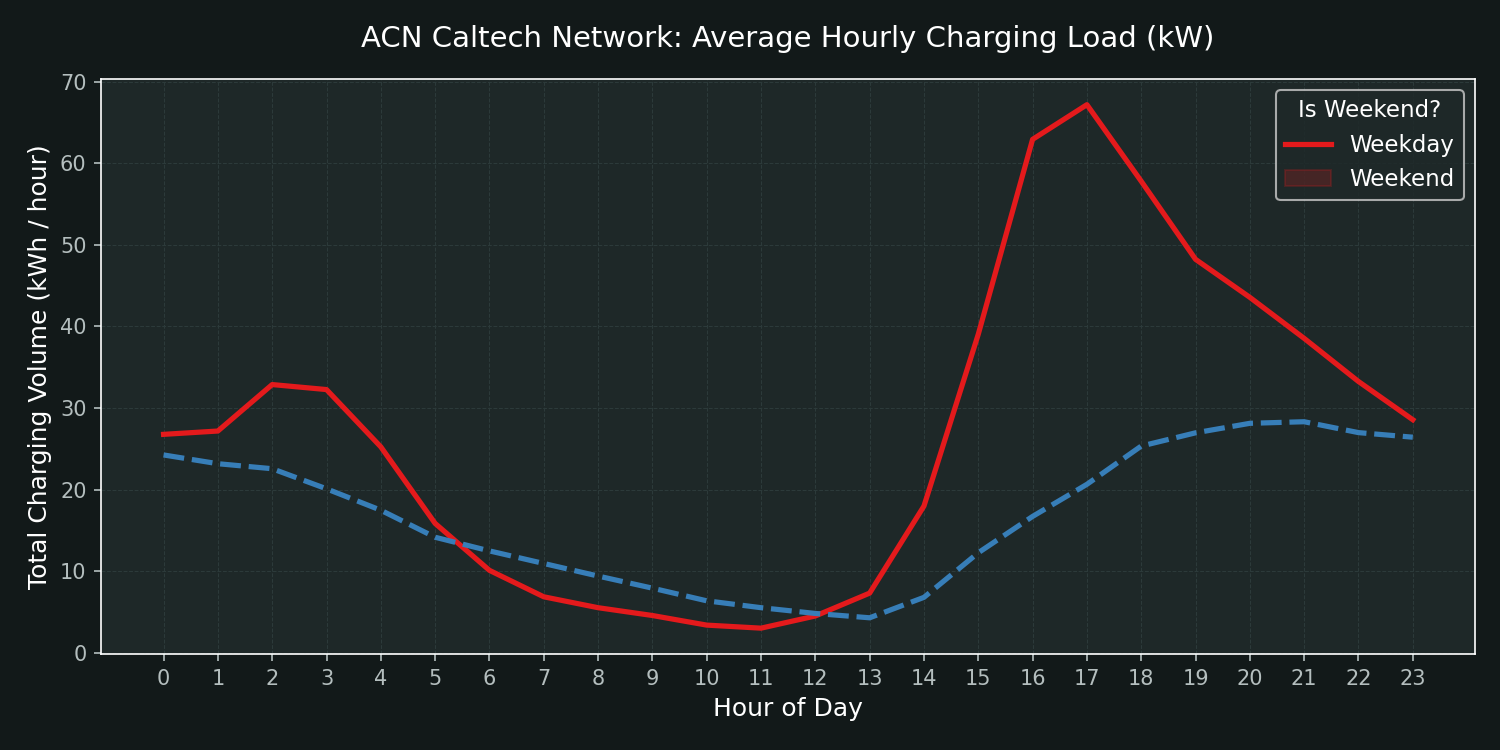 ACN Caltech Network: Average Hourly Charging Load (kW)
Total Charging Volume (kWh / hour)
70
60
50
40
30
20
10
0
Is Weekend?
Weekday
Weekend
0 1 2 3 4 5 6 7 8 9 10 11 12 13 14 15 16 17 18 19 20 21 22 23
Hour of Day